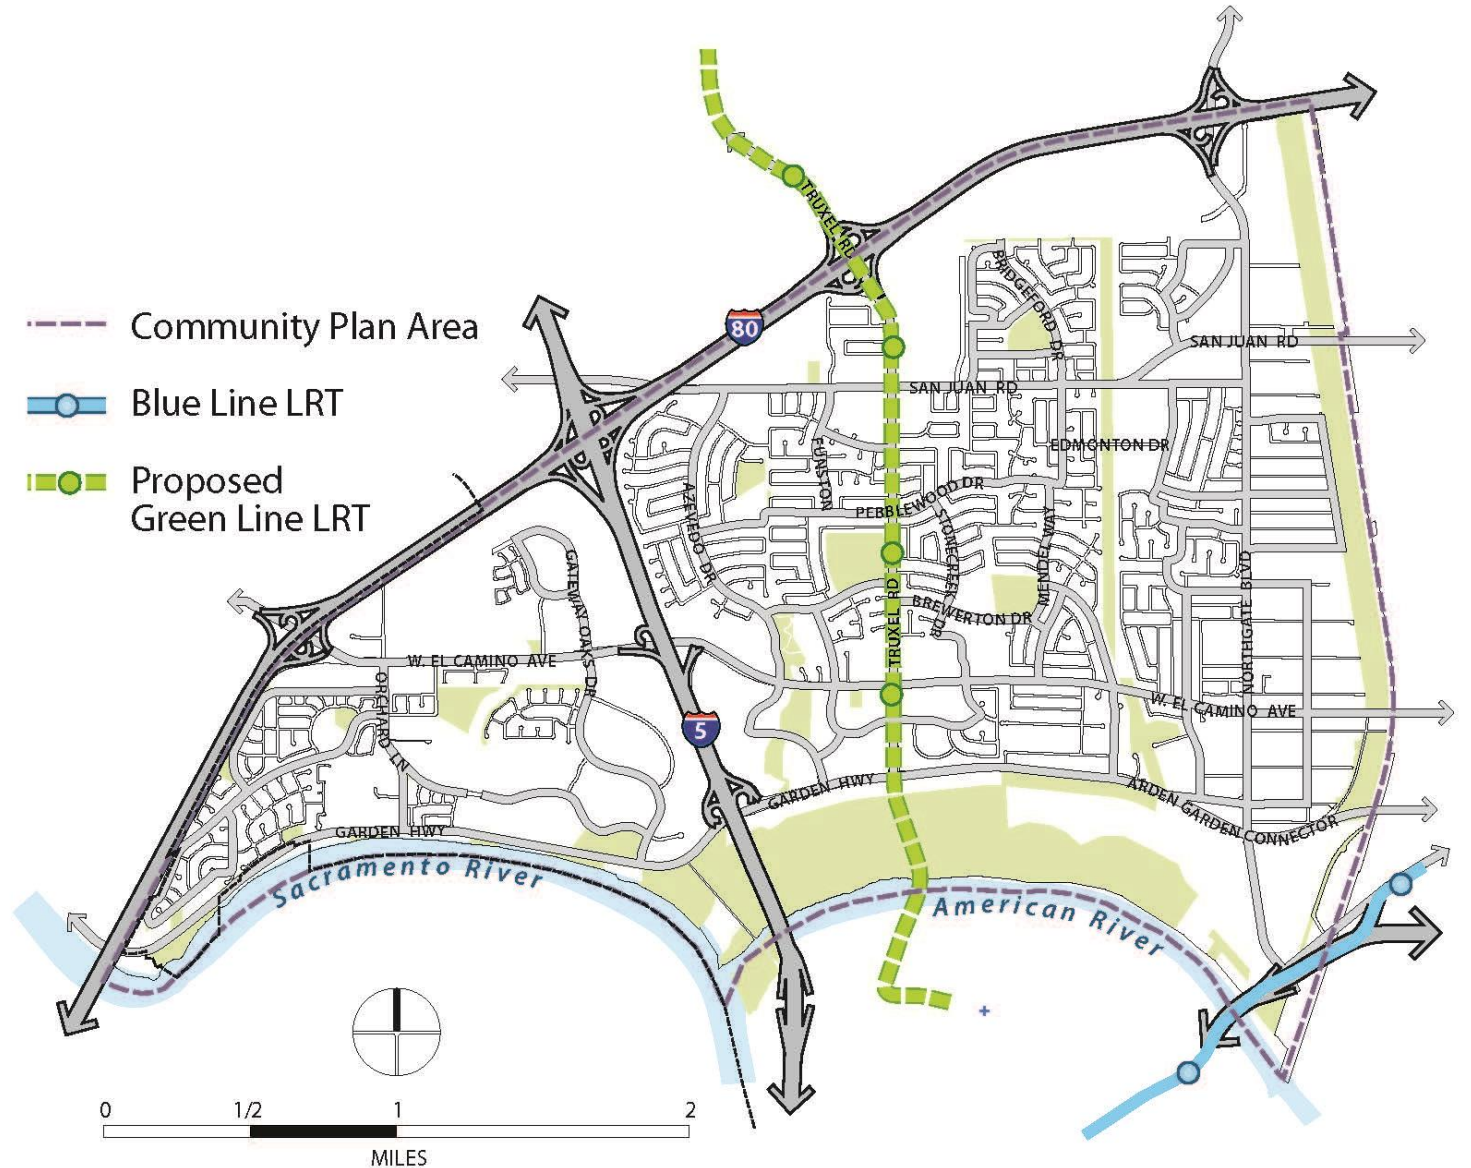 TRUXEL RD
Community Plan Area
80
BRIDGEFORD DR
SAN JUAN RD
SAN JUAN RD
Blue Line LRT
FUNSTON
EDMONTON DR
Proposed
Green Line LRT
AZEVEDO DR
PEBBLEWOOD DR
STONECREEK DR
MENDEL WAY
GATEWAY OAKS DR
TRUXEL RD
BREWERTON DR
NORTHGATE BLVD
W. EL CAMINO AVE
ORCHARD LN
W. EL CAMINO AVE
5
GARDEN HWY
ARDEN GARDEN CONNECTOR
GARDEN HWY
Sacramento River
American River
0 1/2 1 2
MILES